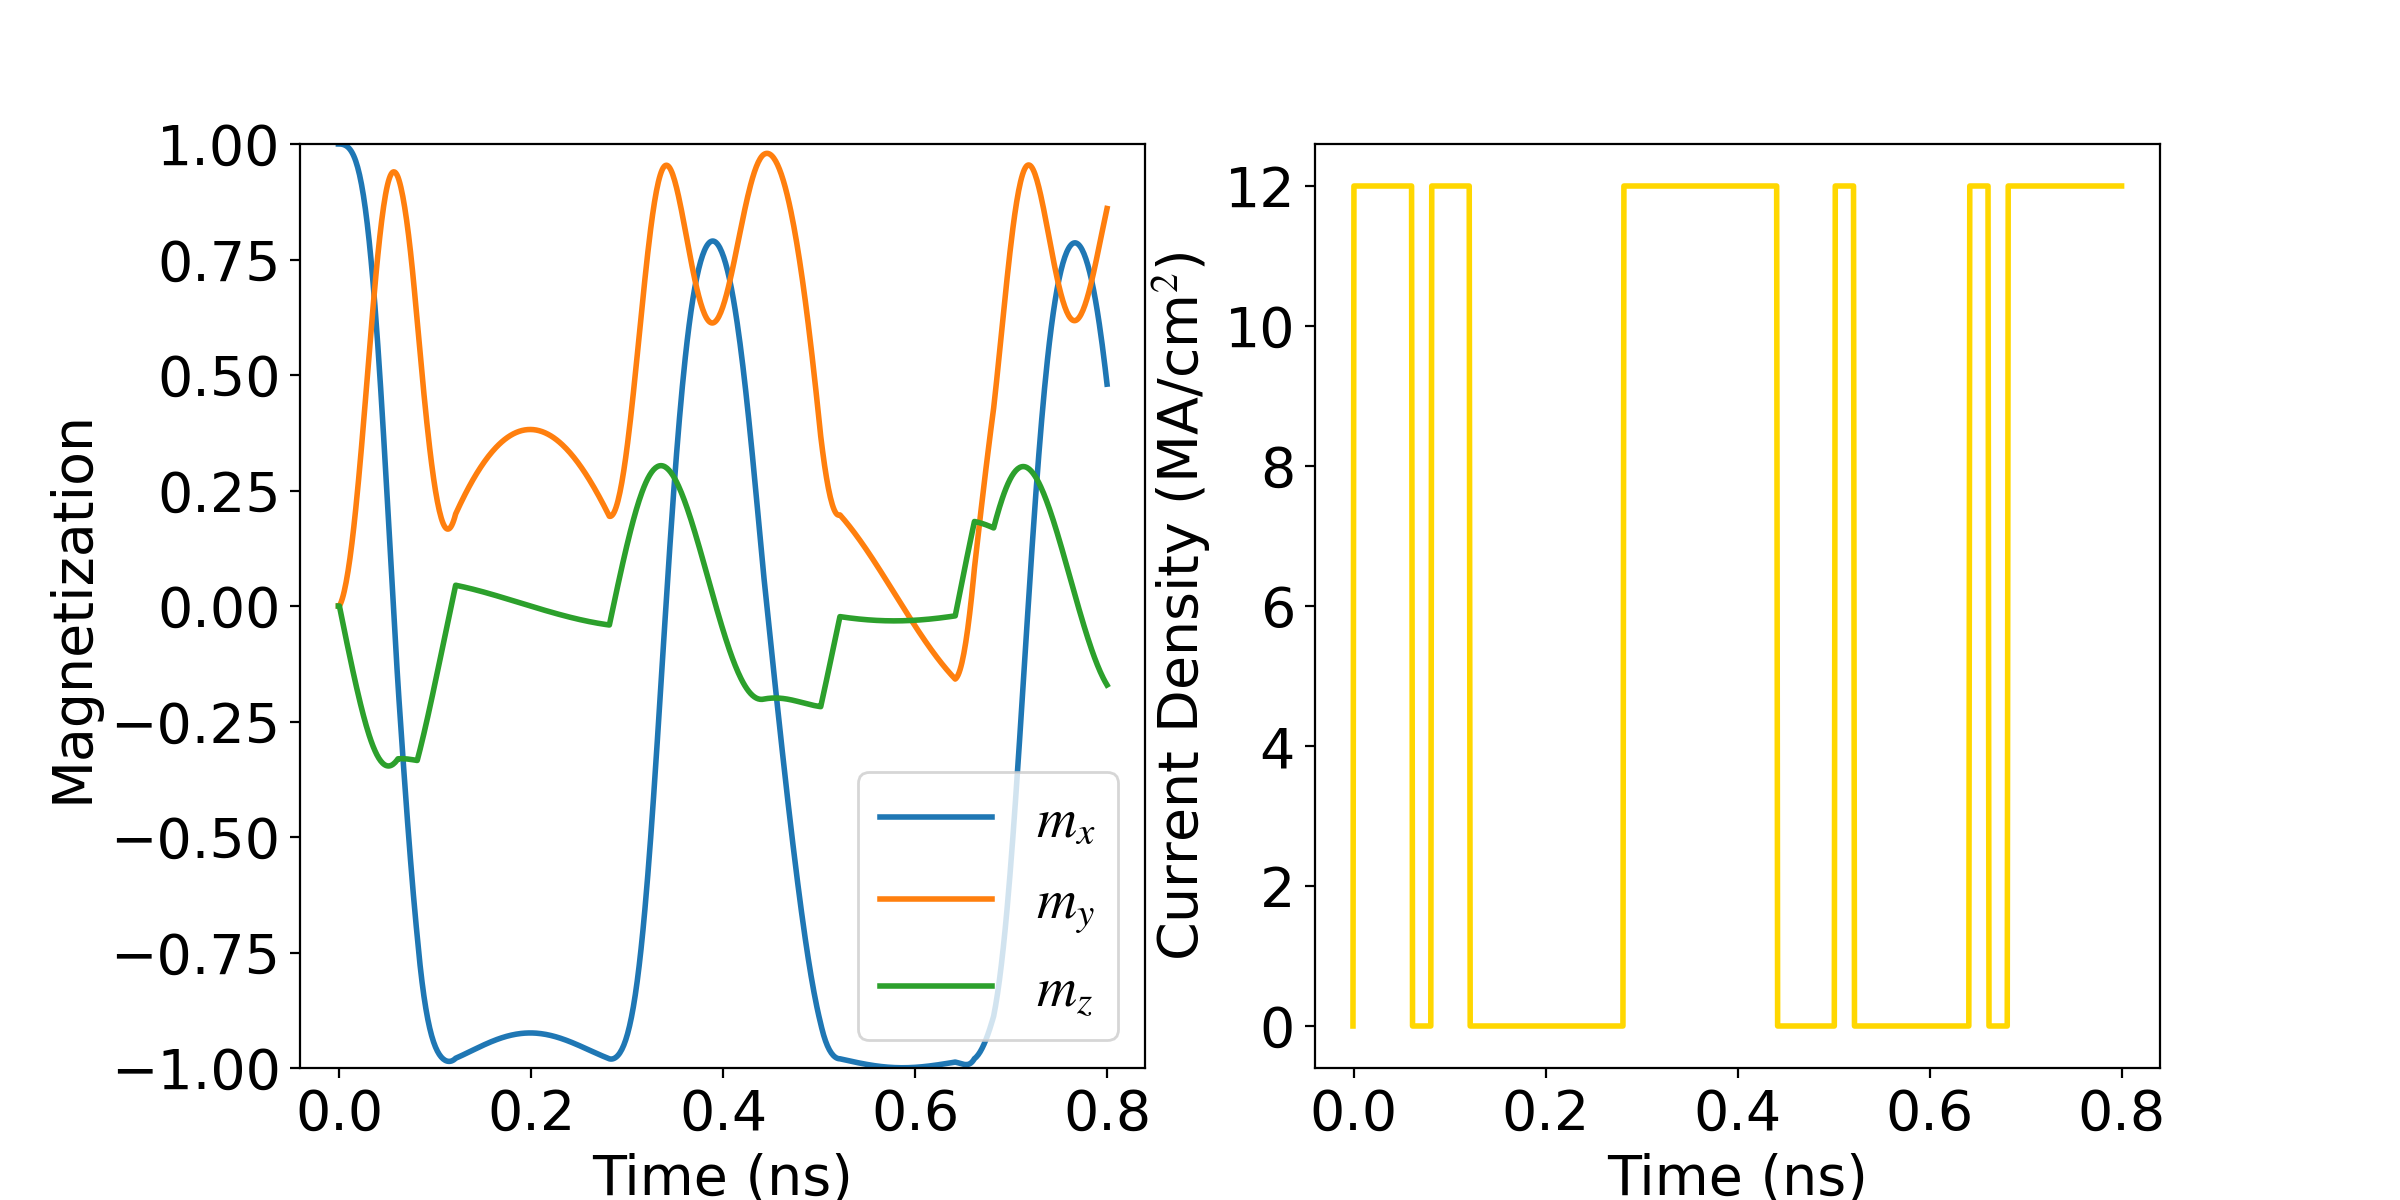 Magnetization
1.00
0.75
0.50
0.25
0.00
−0.25
−0.50
−0.75
−1.00
0.0 0.2 0.4 0.6 0.8
Time (ns)
m_x
m_y
m_z
Current Density (MA/cm²)
12
10
8
6
4
2
0
0.0 0.2 0.4 0.6 0.8
Time (ns)